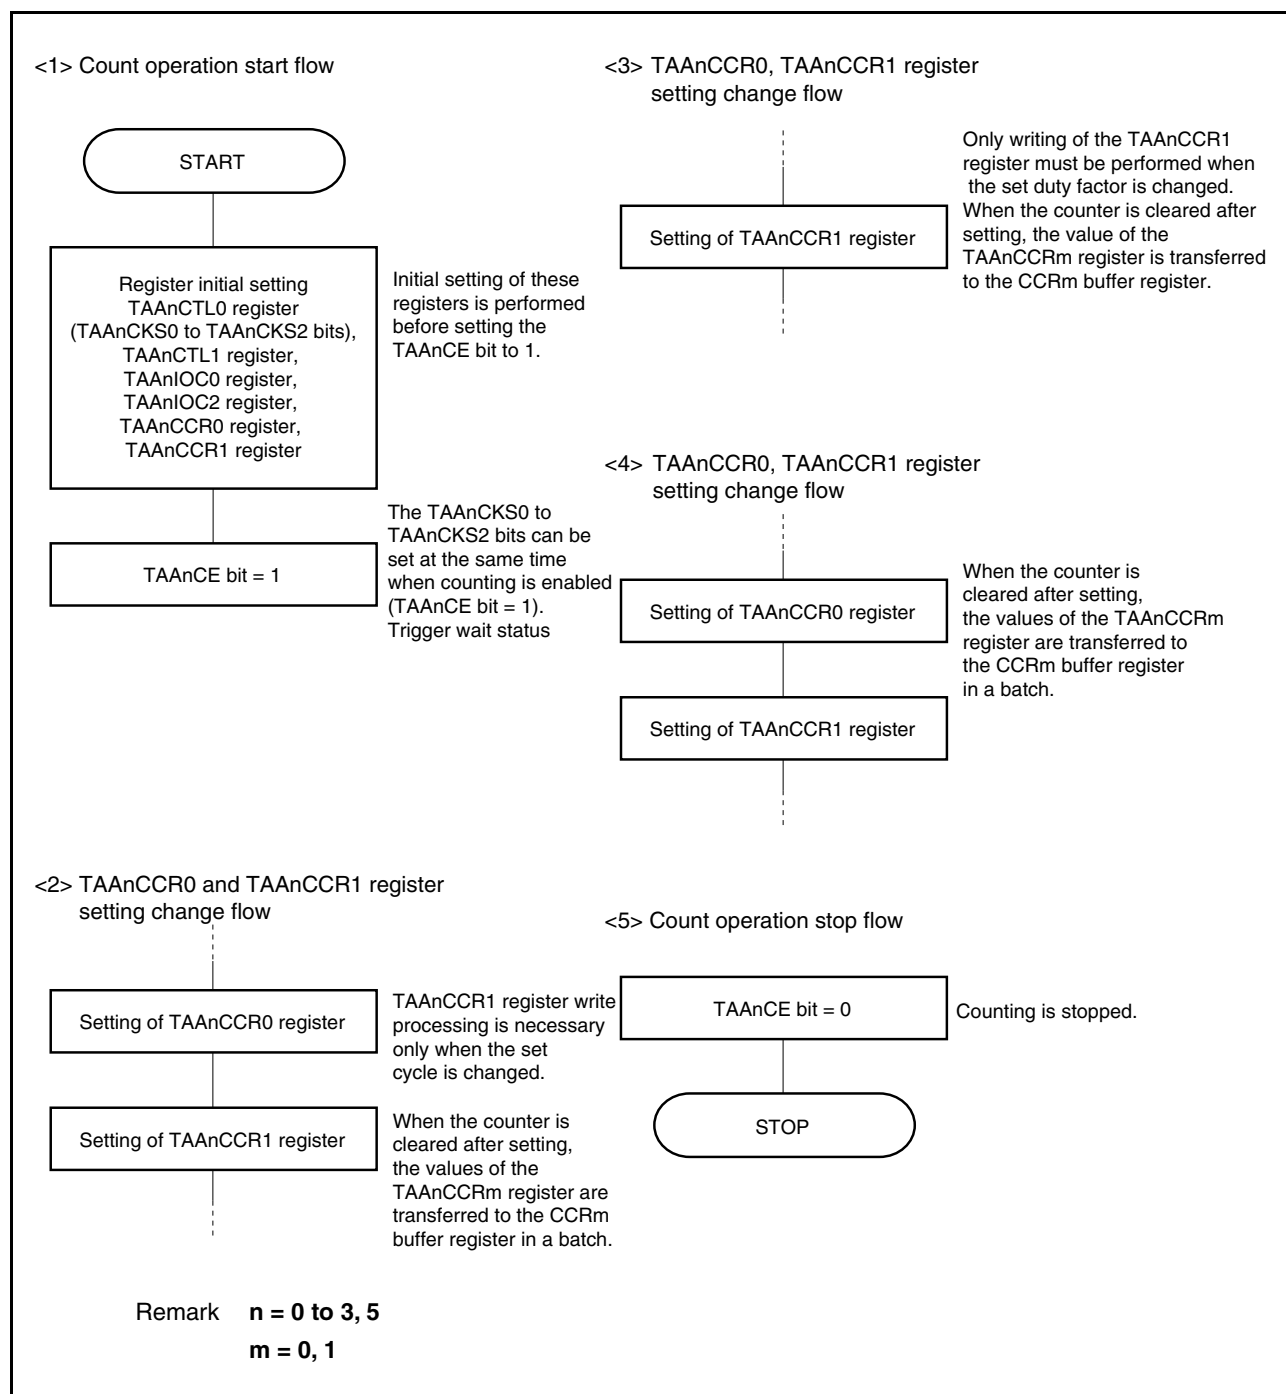 <1> Count operation start flow
START
Register initial setting
TAAnCTL0 register
(TAAnCKS0 to TAAnCKS2 bits),
TAAnCTL1 register,
TAAnIOC0 register,
TAAnIOC2 register,
TAAnCCR0 register,
TAAnCCR1 register
Initial setting of these
registers is performed
before setting the
TAAnCE bit to 1.
TAAnCE bit = 1
The TAAnCKS0 to
TAAnCKS2 bits can be
set at the same time
when counting is enabled
(TAAnCE bit = 1).
Trigger wait status
<2> TAAnCCR0 and TAAnCCR1 register
setting change flow
Setting of TAAnCCR0 register
TAAnCCR1 register write
processing is necessary
only when the set
cycle is changed.
Setting of TAAnCCR1 register
When the counter is
cleared after setting,
the values of the
TAAnCCRm register are
transferred to the CCRm
buffer register in a batch.
<3> TAAnCCR0, TAAnCCR1 register
setting change flow
Setting of TAAnCCR1 register
Only writing of the TAAnCCR1
register must be performed when
the set duty factor is changed.
When the counter is cleared after
setting, the value of the
TAAnCCRm register is transferred
to the CCRm buffer register.
<4> TAAnCCR0, TAAnCCR1 register
setting change flow
Setting of TAAnCCR0 register
When the counter is
cleared after setting,
the values of the TAAnCCRm
register are transferred to
the CCRm buffer register
in a batch.
Setting of TAAnCCR1 register
<5> Count operation stop flow
TAAnCE bit = 0
Counting is stopped.
STOP
Remark n = 0 to 3, 5
m = 0, 1